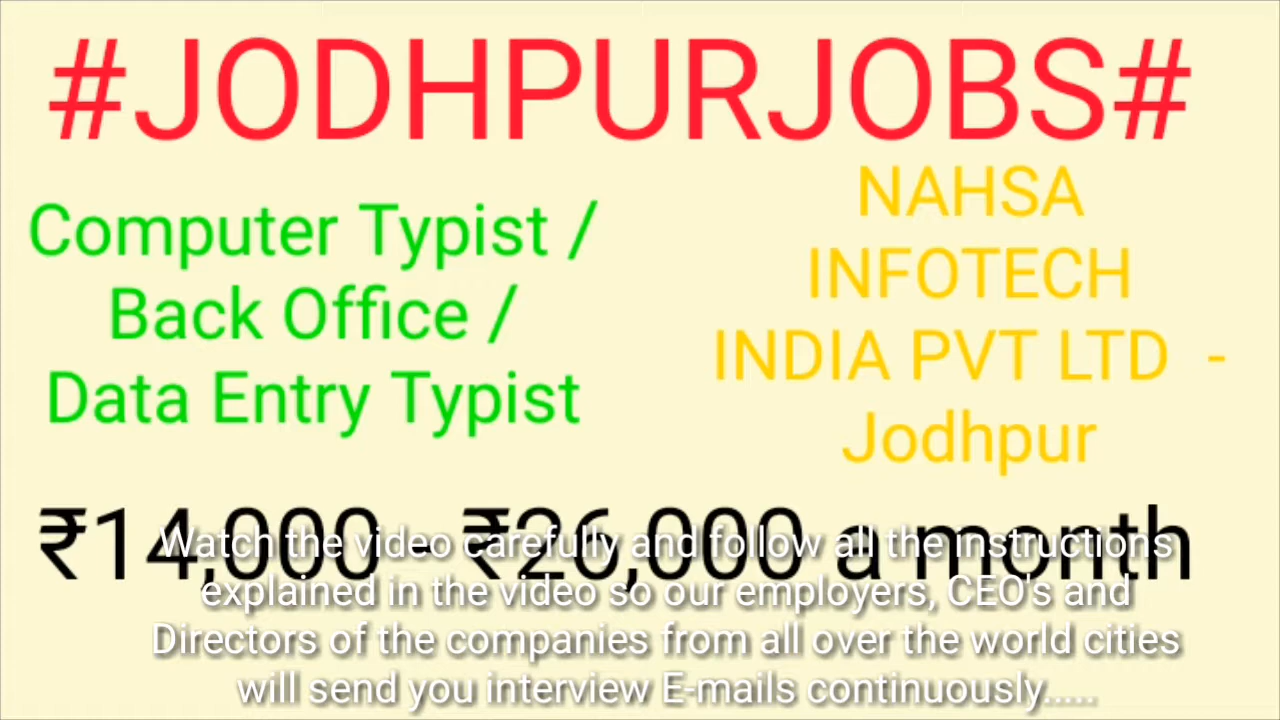 #JODHPURJOBS#
Computer Typist /
Back Office /
Data Entry Typist
NAHSA
INFOTECH
INDIA PVT LTD -
Jodhpur
₹14,000 - ₹26,000 a month
Watch the video carefully and follow all the instructions
explained in the video so our employers, CEO's and
Directors of the companies from all over the world cities
will send you interview E-mails continuously.....